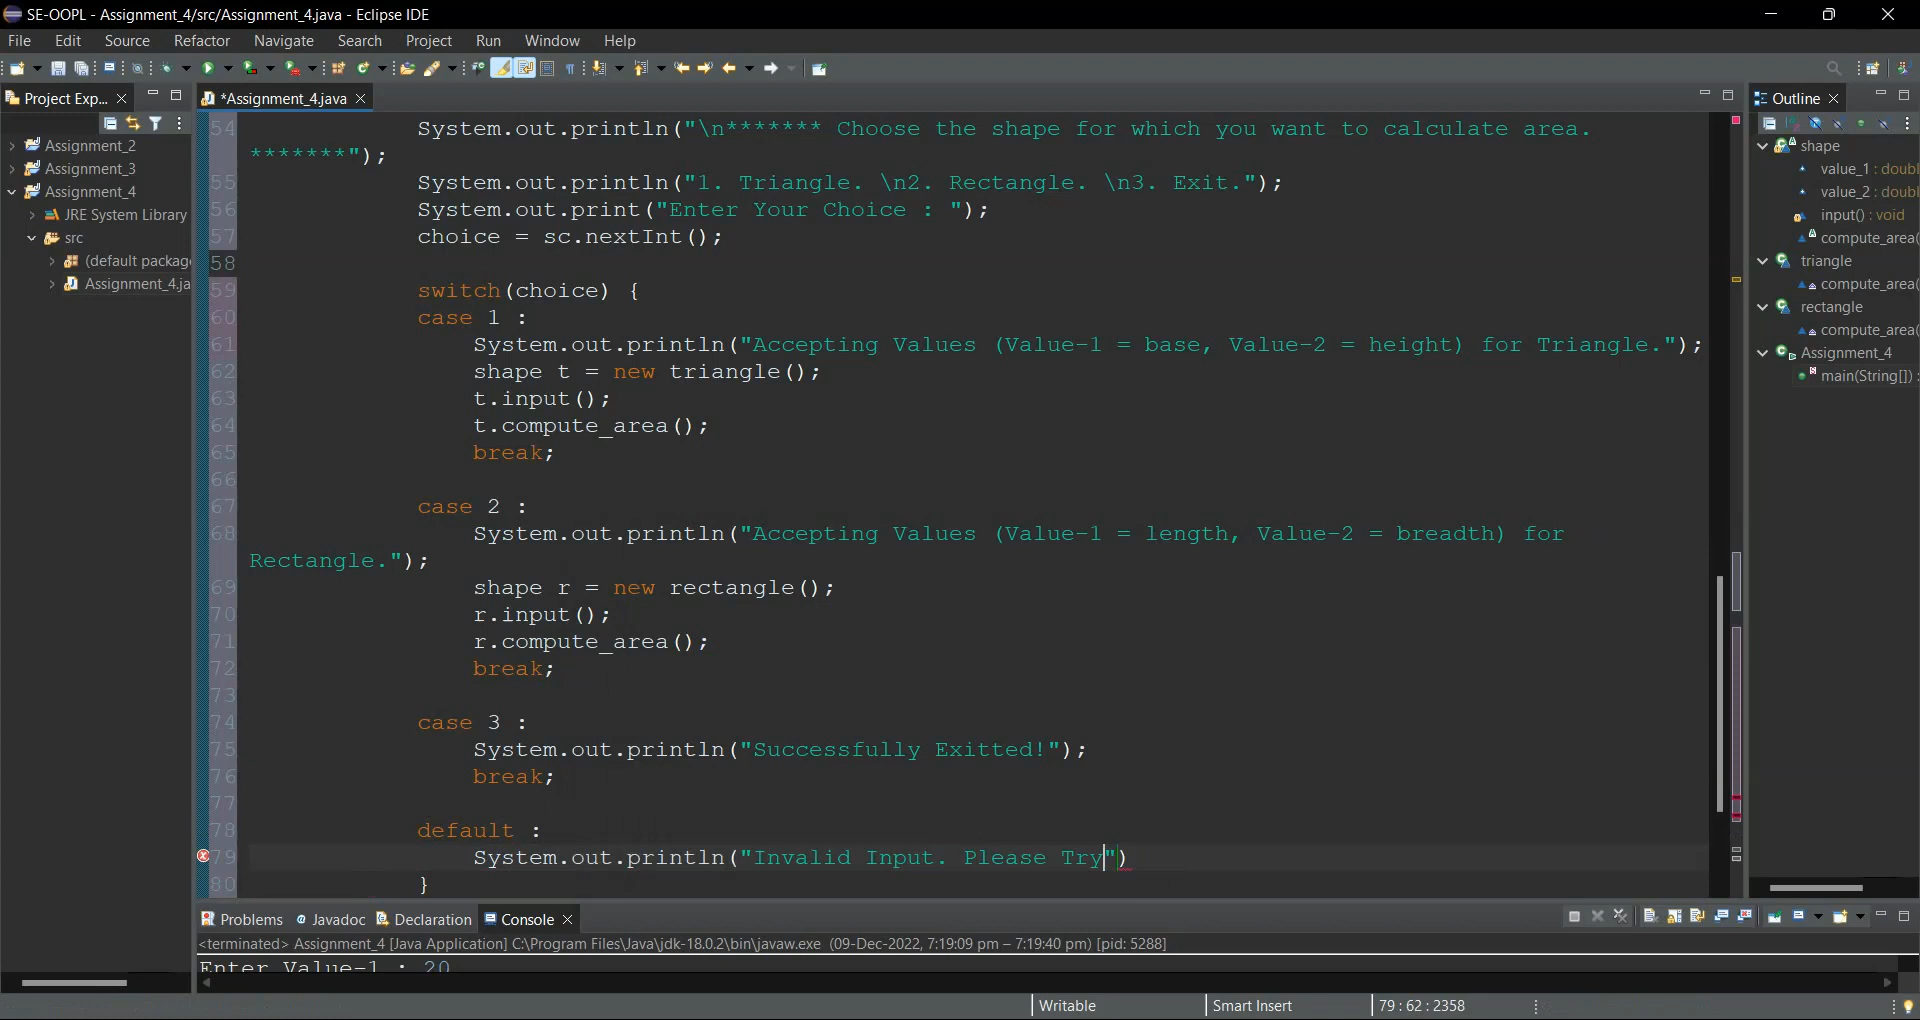 SE-OOPL - Assignment_4/src/Assignment_4.java - Eclipse IDE
File Edit Source Refactor Navigate Search Project Run Window Help
Project Exp...
*Assignment_4.java
Outline
Assignment_2
Assignment_3
Assignment_4
JRE System Library
src
(default packag
Assignment_4.ja
54 System.out.println("\n******* Choose the shape for which you want to calculate area.
*******");
55 System.out.println("1. Triangle. \n2. Rectangle. \n3. Exit.");
56 System.out.print("Enter Your Choice : ");
57 choice = sc.nextInt();
58
59 switch(choice) {
60 case 1 :
61 System.out.println("Accepting Values (Value-1 = base, Value-2 = height) for Triangle.");
62 shape t = new triangle();
63 t.input();
64 t.compute_area();
65 break;
66
67 case 2 :
68 System.out.println("Accepting Values (Value-1 = length, Value-2 = breadth) for
Rectangle.");
69 shape r = new rectangle();
70 r.input();
71 r.compute_area();
72 break;
73
74 case 3 :
75 System.out.println("Successfully Exitted!");
76 break;
77
78 default :
79 System.out.println("Invalid Input. Please Try")
80 }
shape
value_1 : doubl
value_2 : doubl
input() : void
compute_area(
triangle
compute_area(
rectangle
compute_area(
Assignment_4
main(String[]) :
Problems Javadoc Declaration Console
<terminated> Assignment_4 [Java Application] C:\Program Files\Java\jdk-18.0.2\bin\javaw.exe (09-Dec-2022, 7:19:09 pm – 7:19:40 pm) [pid: 5288]
Enter Value-1 : 20
Writable Smart Insert 79 : 62 : 2358